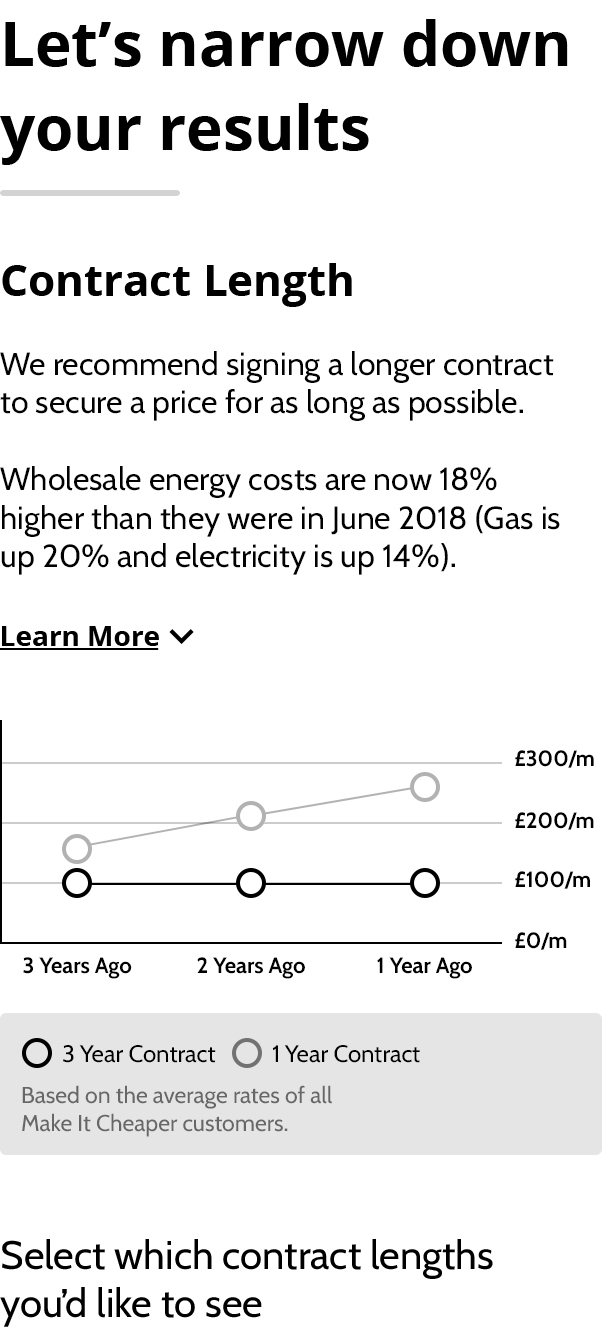 Let’s narrow down
your results
Contract Length
We recommend signing a longer contract
to secure a price for as long as possible.
Wholesale energy costs are now 18%
higher than they were in June 2018 (Gas is
up 20% and electricity is up 14%).
Learn More
£300/m
£200/m
£100/m
£0/m
3 Years Ago 2 Years Ago 1 Year Ago
3 Year Contract 1 Year Contract
Based on the average rates of all
Make It Cheaper customers.
Select which contract lengths
you’d like to see